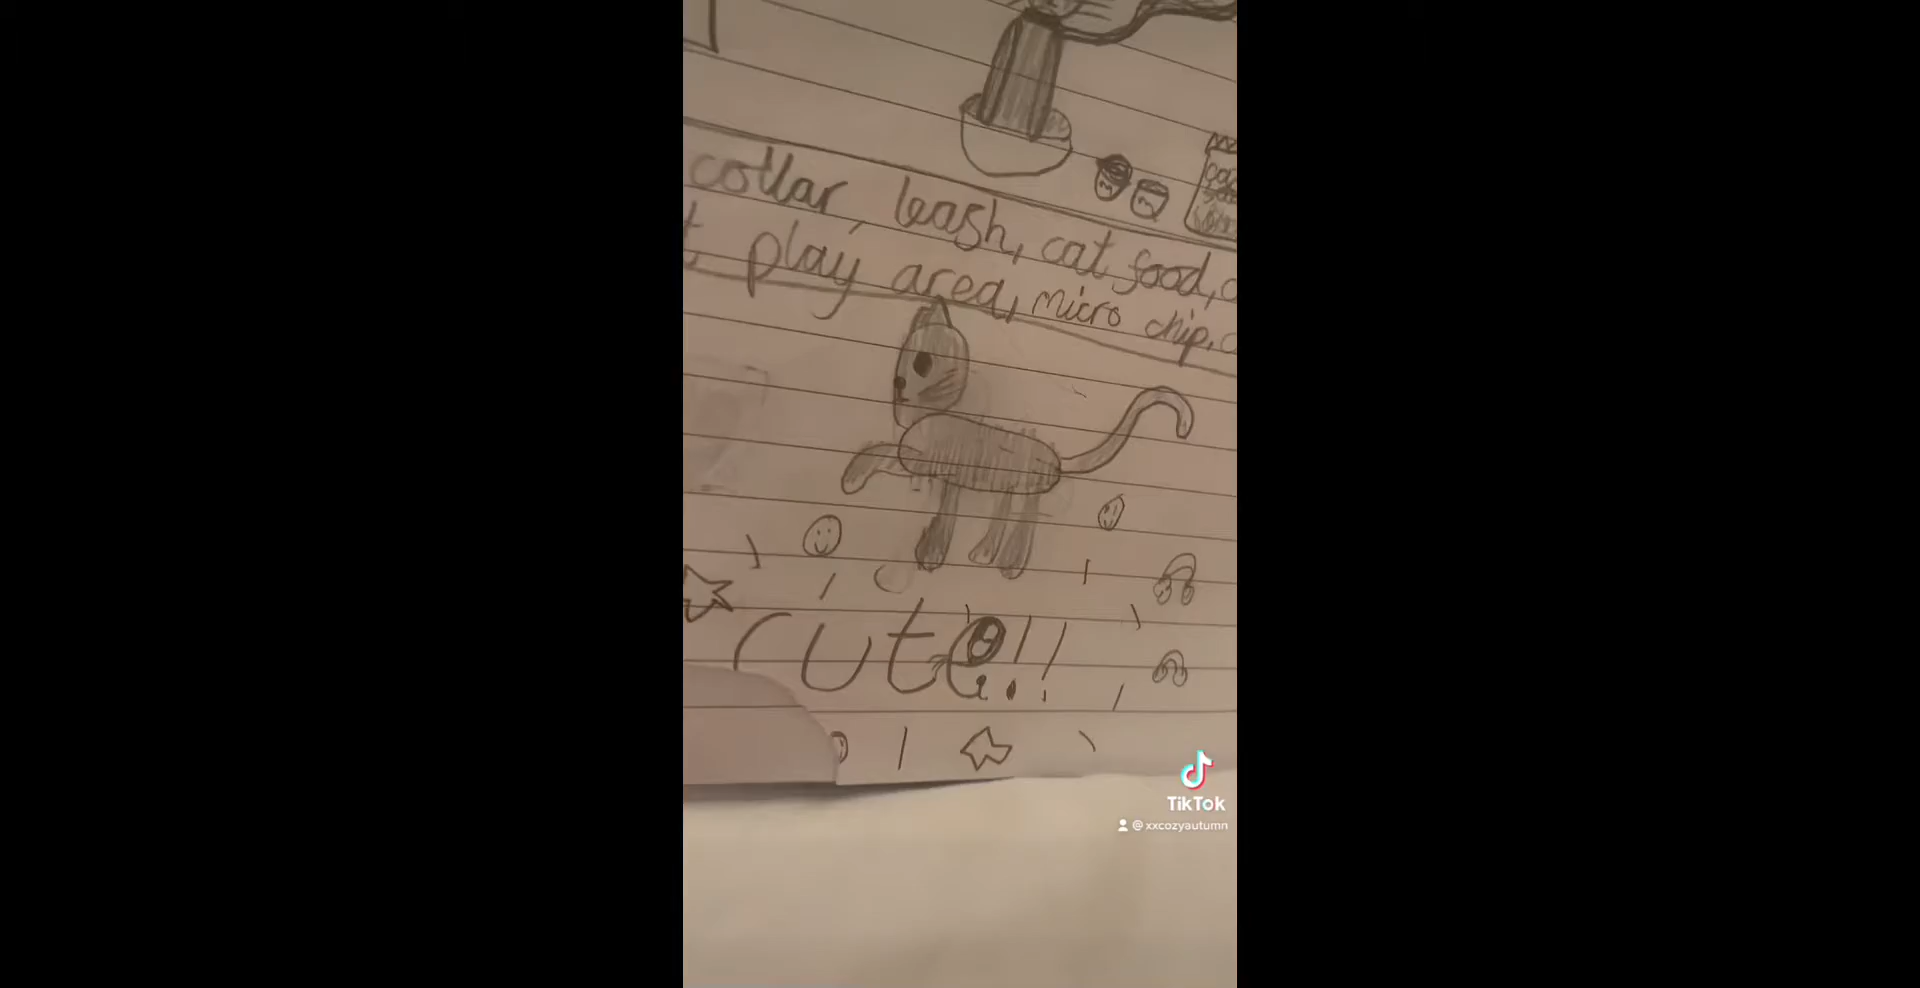 collar, leash, cat food,
play area, micro chip,
cute!!
TikTok
@xxcozyautumn